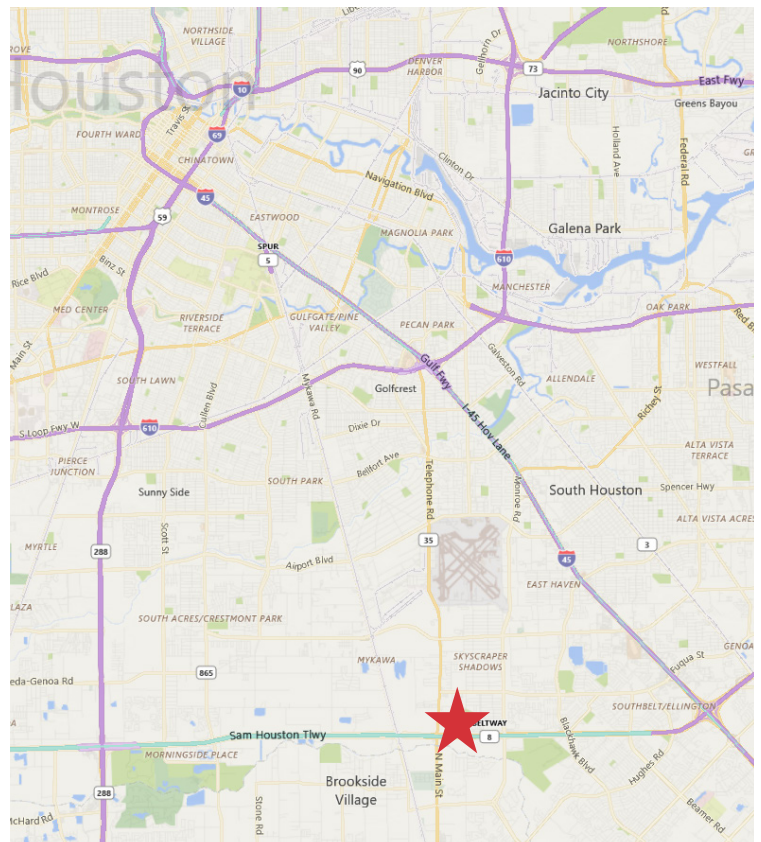 Libe
rd
NORTHSIDE
VILLAGE
Gellhorn Dr
NORTHSHORE
ROVE
90
DENVER
HARBOR
73
East Fwy
10
Houston
Jacinto City
Greens Bayou
Travis St
FOURTH WARD
69
Holland Ave
Federal Rd
GR
CHINATOWN
Clinton Dr
Navigation Blvd
45
MONTROSE
59
EASTWOOD
MAGNOLIA PARK
Galena Park
SPUR
5
610
Binz St
Rice Blvd
MANCHESTER
MED CENTER
RIVERSIDE
TERRACE
GULFGATE/PINE
VALLEY
PECAN PARK
OAK PARK
Red Bl
Main St
Gulf Fwy
Galveston Rd
SOUTH LAWN
Mykawa Rd
Golfcrest
ALLENDALE
WESTFALL
Pasa
Cullen Blvd
Richey St
L-45 Hov Lane
S Loop Fwy W
610
Dixie Dr
ALTA VISTA
TERRACE
PIERCE
JUNCTION
Bellfort Ave
SOUTH PARK
Telephone Rd
Monroe Rd
Sunny Side
South Houston
Spencer Hwy
ALTA VISTA ACRES
MYRTLE
288
Scott St
35
3
Airport Blvd
45
EAST HAVEN
LAZA
SOUTH ACRES/CRESTMONT PARK
MYKAWA
SKYSCRAPER
SHADOWS
GENOA
Fuqua St
865
eda-Genoa Rd
SOUTHBELT/ELLINGTON
A
Sam Houston Tlwy
ELTWAY
8
MORNINGSIDE PLACE
Blackhawk Blvd
Hughes Rd
N Main St
Brookside
Village
288
Stone Rd
McHard Rd
Beamer Rd